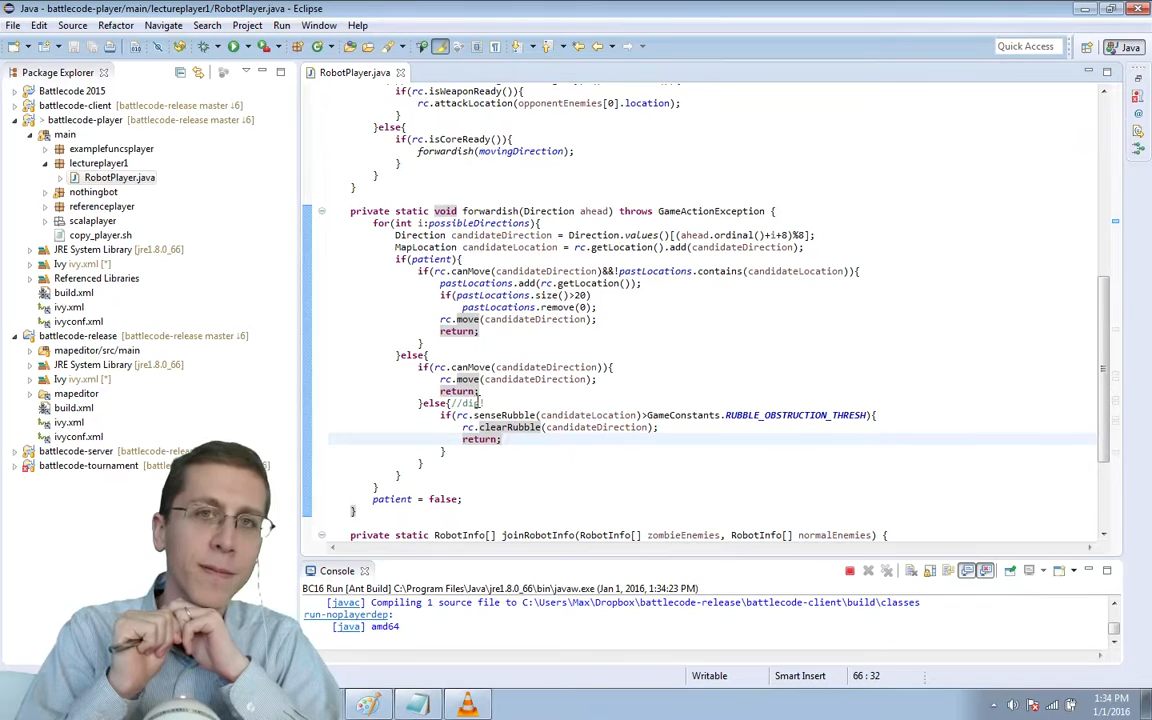 Java - battlecode-player/main/lectureplayer1/RobotPlayer.java - Eclipse
File Edit Source Refactor Navigate Search Project Run Window Help
Quick Access
Java
Package Explorer
RobotPlayer.java
Battlecode 2015
battlecode-client (battlecode-release master ↓6)
> battlecode-player (battlecode-release master ↓6)
main
examplefuncsplayer
lectureplayer1
RobotPlayer.java
nothingbot
referenceplayer
scalaplayer
copy_player.sh
JRE System Library [jre1.8.0_66]
Ivy ivy.xml [*]
Referenced Libraries
build.xml
ivy.xml
ivyconf.xml
battlecode-release (battlecode-release master ↓6)
mapeditor/src/main
JRE System Library [jre1.8.0_66]
Ivy ivy.xml [*]
mapeditor
build.xml
ivy.xml
ivyconf.xml
battlecode-server (battlecode-release master ↓6)
battlecode-tournament (battlecode-release master ↓6)
if(rc.isWeaponReady()){
rc.attackLocation(opponentEnemies[0].location);
}
}else{
if(rc.isCoreReady()){
forwardish(movingDirection);
}
}
}
private static void forwardish(Direction ahead) throws GameActionException {
for(int i:possibleDirections){
Direction candidateDirection = Direction.values()[(ahead.ordinal()+i+8)%8];
MapLocation candidateLocation = rc.getLocation().add(candidateDirection);
if(patient){
if(rc.canMove(candidateDirection)&&!pastLocations.contains(candidateLocation)){
pastLocations.add(rc.getLocation());
if(pastLocations.size()>20)
pastLocations.remove(0);
rc.move(candidateDirection);
return;
}
}else{
if(rc.canMove(candidateDirection)){
rc.move(candidateDirection);
return;
}else{//dig!
if(rc.senseRubble(candidateLocation)>GameConstants.RUBBLE_OBSTRUCTION_THRESH){
rc.clearRubble(candidateDirection);
return;
}
}
}
}
patient = false;
}
private static RobotInfo[] joinRobotInfo(RobotInfo[] zombieEnemies, RobotInfo[] normalEnemies) {
Console
BC16 Run [Ant Build] C:\Program Files\Java\jre1.8.0_66\bin\javaw.exe (Jan 1, 2016, 1:34:23 PM)
[javac] Compiling 1 source file to C:\Users\Max\Dropbox\battlecode-release\battlecode-client\build\classes
run-noplayerdep:
[java] amd64
Writable Smart Insert 66 : 32
1:34 PM
1/1/2016